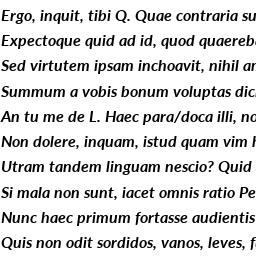 Ergo, inquit, tibi Q. Quae contraria su
Expectoque quid ad id, quod quaereb
Sed virtutem ipsam inchoavit, nihil a
Summum a vobis bonum voluptas dic
An tu me de L. Haec para/doca illi, no
Non dolere, inquam, istud quam vim h
Utram tandem linguam nescio? Quid
Si mala non sunt, iacet omnis ratio Pe
Nunc haec primum fortasse audientis
Quis non odit sordidos, vanos, leves, f